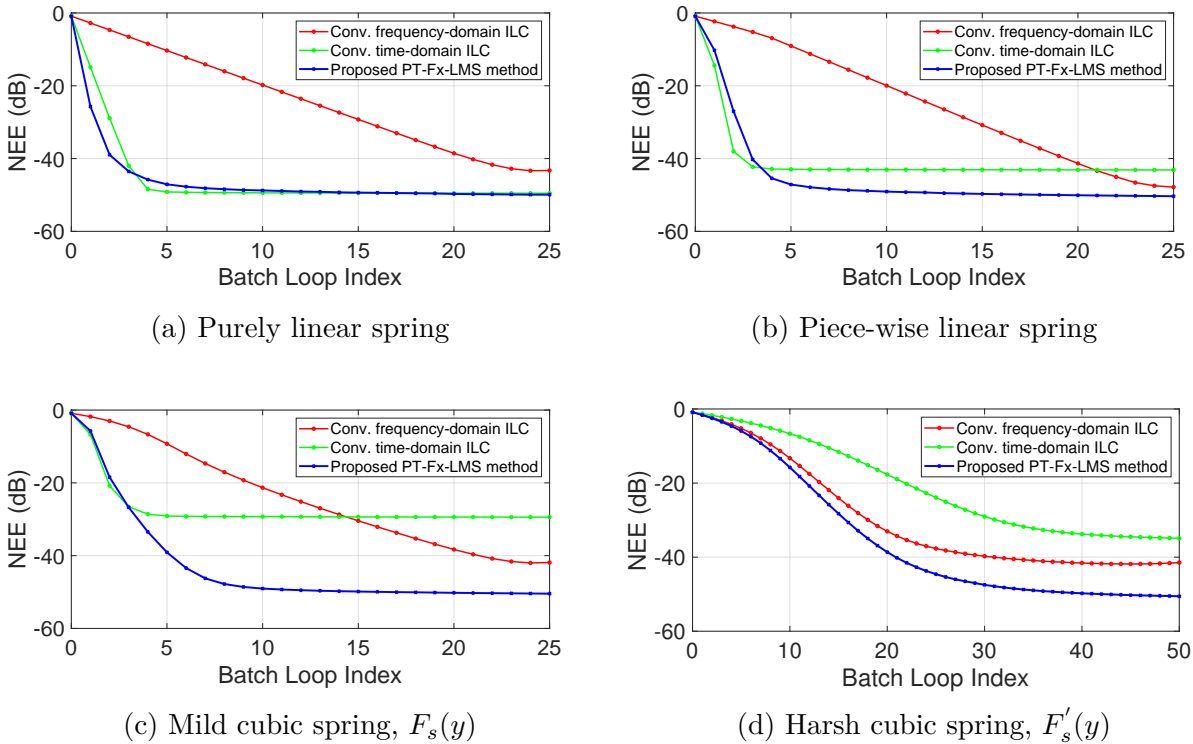 0
-20
-40
-60
NEE (dB)
Conv. frequency-domain ILC
Conv. time-domain ILC
Proposed PT-Fx-LMS method
0 5 10 15 20 25
Batch Loop Index
(a) Purely linear spring
0
-20
-40
-60
NEE (dB)
Conv. frequency-domain ILC
Conv. time-domain ILC
Proposed PT-Fx-LMS method
0 5 10 15 20 25
Batch Loop Index
(b) Piece-wise linear spring
0
-20
-40
-60
NEE (dB)
Conv. frequency-domain ILC
Conv. time-domain ILC
Proposed PT-Fx-LMS method
0 5 10 15 20 25
Batch Loop Index
(c) Mild cubic spring, $F_s(y)$
0
-20
-40
-60
NEE (dB)
Conv. frequency-domain ILC
Conv. time-domain ILC
Proposed PT-Fx-LMS method
0 10 20 30 40 50
Batch Loop Index
(d) Harsh cubic spring, $F_s^{'}(y)$